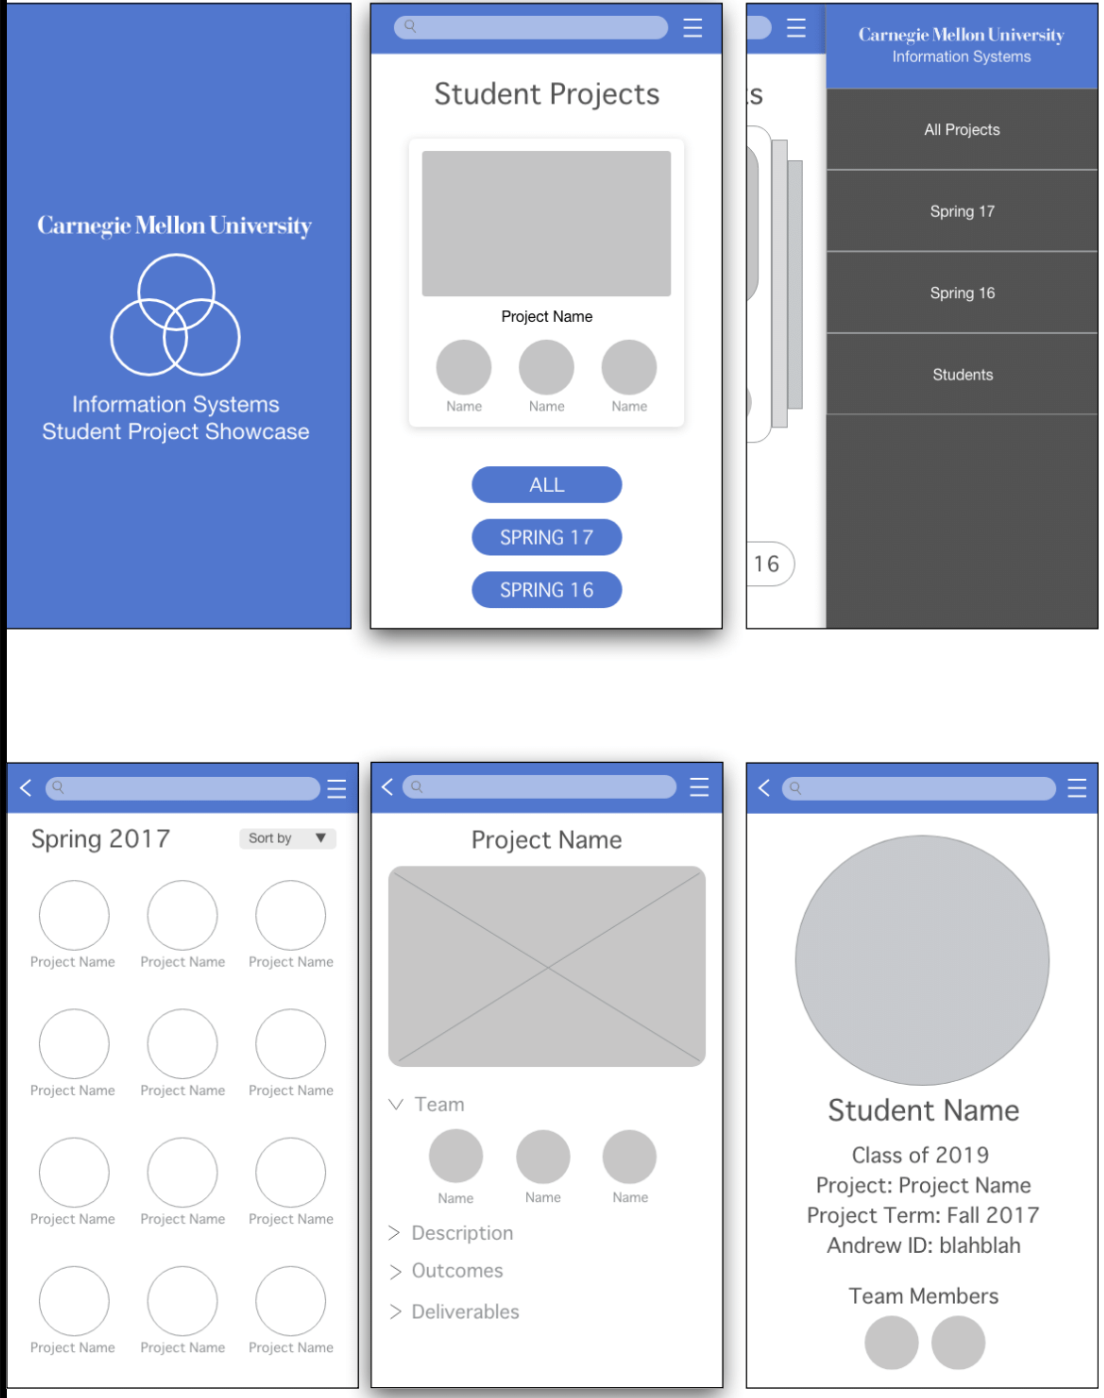 Carnegie Mellon University
Information Systems
Student Project Showcase
Student Projects
Project Name
Name Name Name
ALL
SPRING 17
SPRING 16
s
16
Carnegie Mellon University
Information Systems
All Projects
Spring 17
Spring 16
Students
Spring 2017 Sort by
Project Name Project Name Project Name
Project Name Project Name Project Name
Project Name Project Name Project Name
Project Name Project Name Project Name
Project Name
Team
Name Name Name
Description
Outcomes
Deliverables
Student Name
Class of 2019
Project: Project Name
Project Term: Fall 2017
Andrew ID: blahblah
Team Members